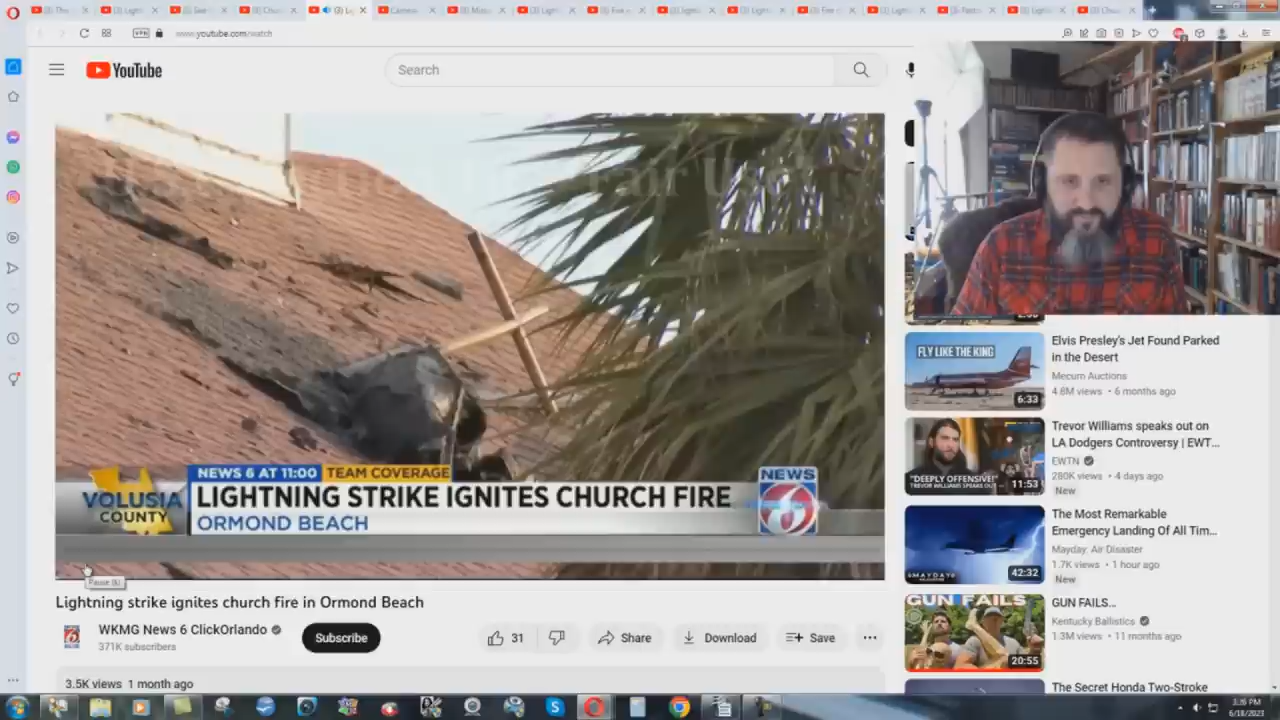 www.youtube.com/watch
VPN
YouTube
Search
Fair Use
NEWS 6 AT 11:00 TEAM COVERAGE
VOLUSIA
COUNTY
LIGHTNING STRIKE IGNITES CHURCH FIRE
ORMOND BEACH
NEWS
6
Pause (k)
Lightning strike ignites church fire in Ormond Beach
WKMG News 6 ClickOrlando
371K subscribers
Subscribe
31
Share
Download
Save
3.5K views 1 month ago
FLY LIKE THE KING
6:33
Elvis Presley's Jet Found Parked
in the Desert
Mecum Auctions
4.6M views • 6 months ago
"DEEPLY OFFENSIVE!"
11:53
Trevor Williams speaks out on
LA Dodgers Controversy | EWT...
EWTN
280K views • 4 days ago
New
MAYDAY
42:32
The Most Remarkable
Emergency Landing Of All Tim...
Mayday: Air Disaster
1.7K views • 1 hour ago
New
GUN FAILS
20:55
GUN FAILS...
Kentucky Ballistics
1.3M views • 11 months ago
The Secret Honda Two-Stroke
6/18/2023